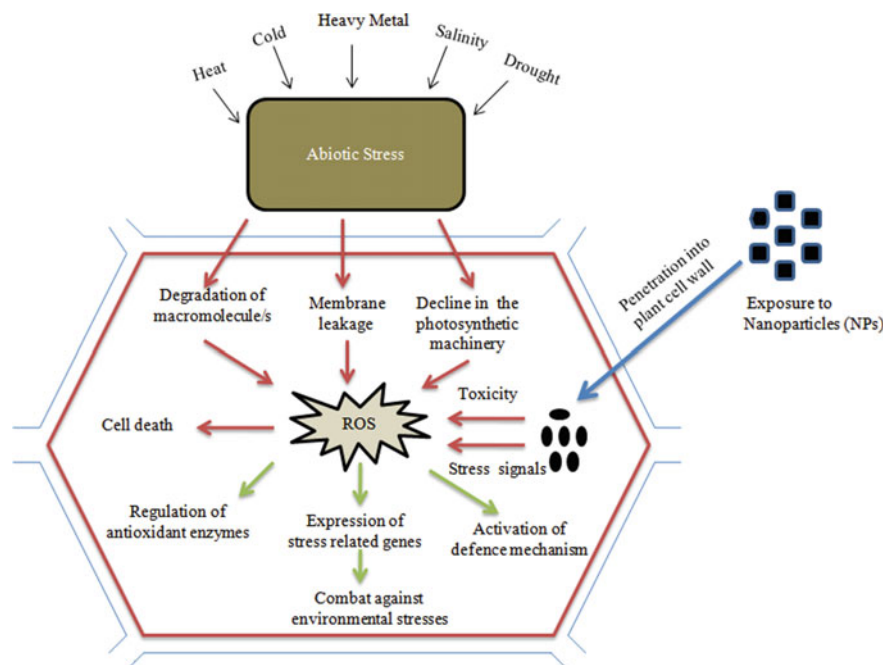 Heavy Metal
Cold
Salinity
Heat
Drought
Abiotic Stress
Degradation of
macromolecule/s
Membrane
leakage
Decline in the
photosynthetic
machinery
Penetration into
plant cell wall
Exposure to
Nanoparticles (NPs)
Toxicity
Cell death
ROS
Stress signals
Regulation of
antioxidant enzymes
Expression of
stress related genes
Activation of
defence mechanism
Combat against
environmental stresses